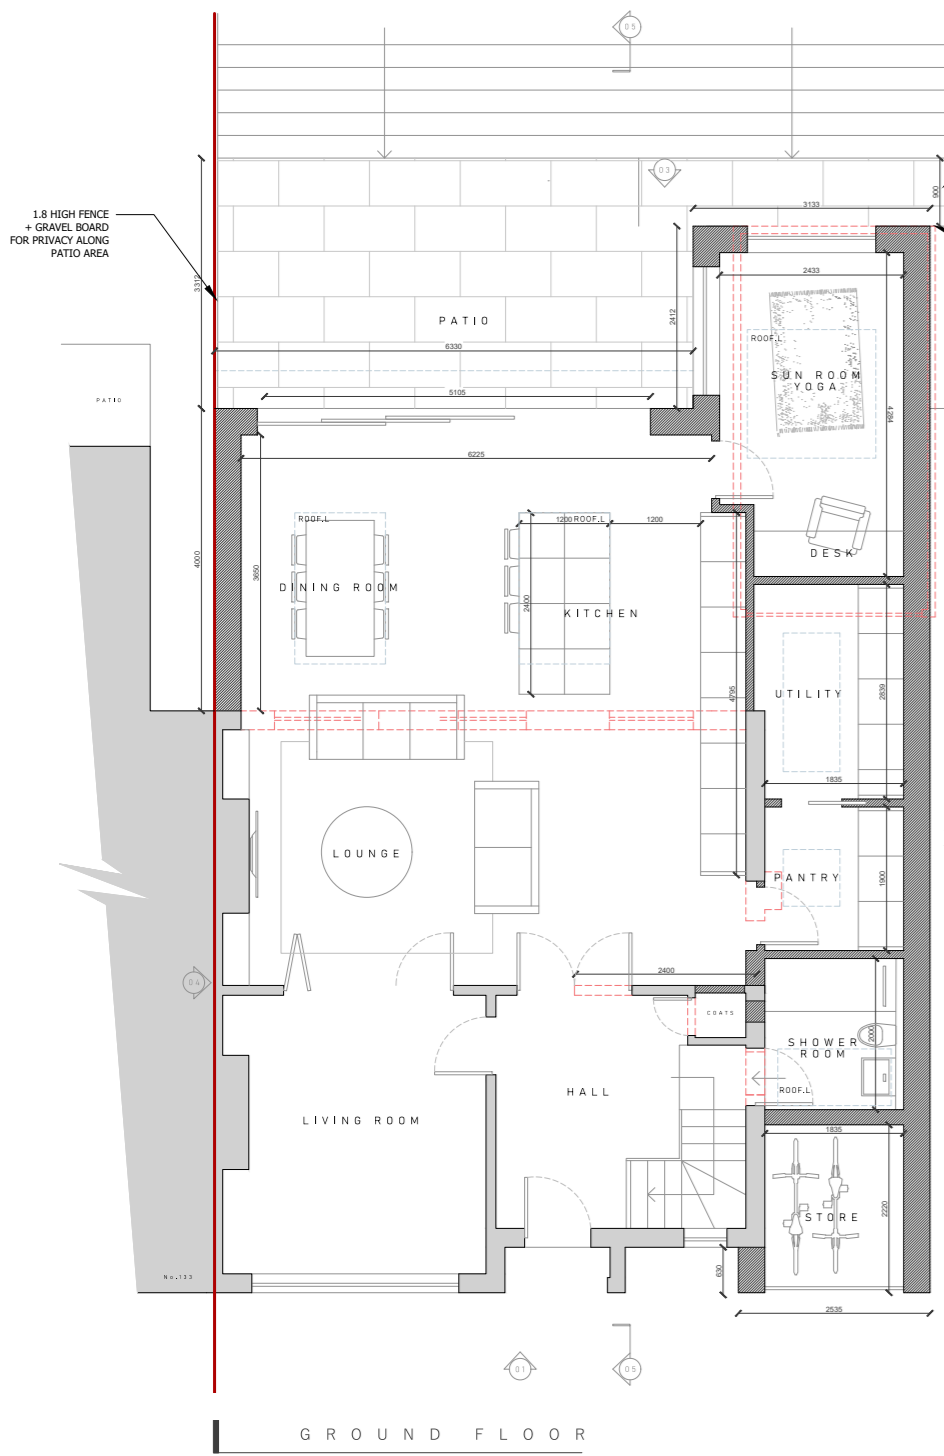 05
03
900
3133
1.8 HIGH FENCE
+ GRAVEL BOARD
FOR PRIVACY ALONG
PATIO AREA
3312
2433
2412
PATIO
ROOF.L
6330
SUN ROOM
YOGA
5105
PATIO
4284
6225
ROOF.L
1200
ROOF.L
1200
DESK
4000
3650
DINING ROOM
2400
KITCHEN
4795
UTILITY
2839
1835
LOUNGE
PANTRY
1900
04
2400
COATS
SHOWER
ROOM
2000
HALL
ROOF.L
LIVING ROOM
1835
STORE
2220
No.133
630
2535
01
05
GROUND FLOOR